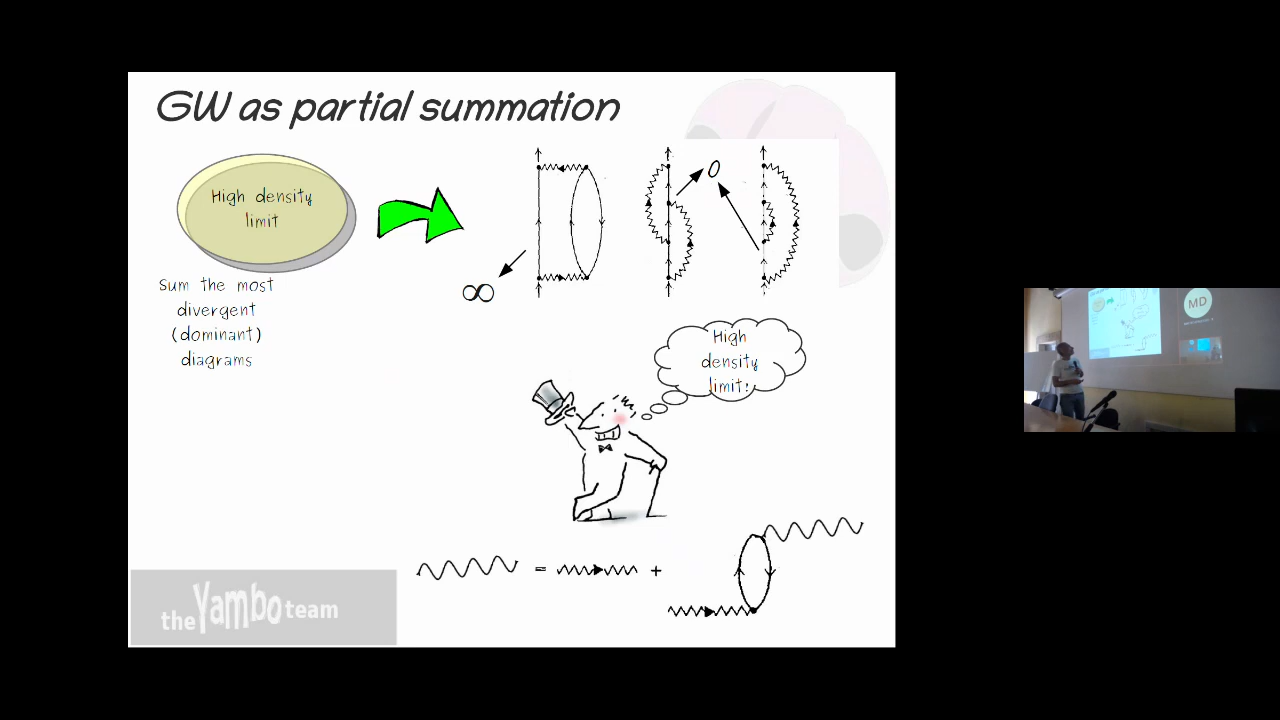 GW as partial summation
High density
limit
Sum the most
divergent
(dominant)
diagrams
∞
0
High
density
limit!
= +
the Yambo team
MD